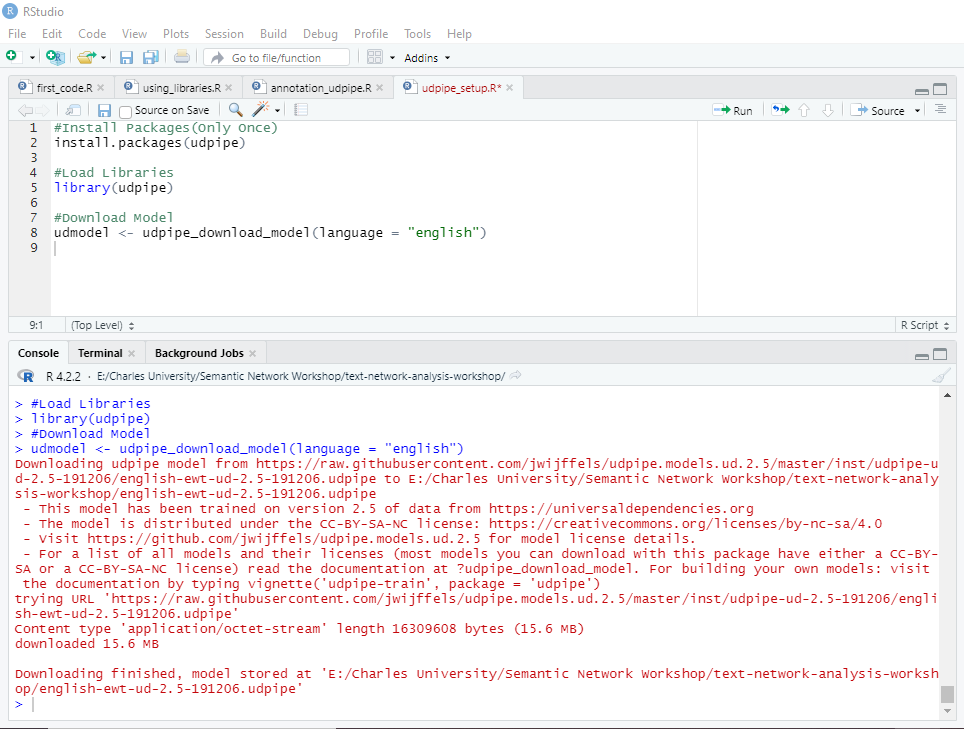 RStudio
File Edit Code View Plots Session Build Debug Profile Tools Help
Go to file/function Addins
first_code.R using_libraries.R annotation_udpipe.R udpipe_setup.R*
Source on Save Run Source
1 #Install Packages(Only Once)
2 install.packages(udpipe)
3
4 #Load Libraries
5 library(udpipe)
6
7 #Download Model
8 udmodel <- udpipe_download_model(language = "english")
9
9:1 (Top Level) R Script
Console Terminal Background Jobs
R 4.2.2 · E:/Charles University/Semantic Network Workshop/text-network-analysis-workshop/
> #Load Libraries
> library(udpipe)
> #Download Model
> udmodel <- udpipe_download_model(language = "english")
Downloading udpipe model from https://raw.githubusercontent.com/jwijffels/udpipe.models.ud.2.5/master/inst/udpipe-u
d-2.5-191206/english-ewt-ud-2.5-191206.udpipe to E:/Charles University/Semantic Network Workshop/text-network-analy
sis-workshop/english-ewt-ud-2.5-191206.udpipe
- This model has been trained on version 2.5 of data from https://universaldependencies.org
- The model is distributed under the CC-BY-SA-NC license: https://creativecommons.org/licenses/by-nc-sa/4.0
- Visit https://github.com/jwijffels/udpipe.models.ud.2.5 for model license details.
- For a list of all models and their licenses (most models you can download with this package have either a CC-BY-
SA or a CC-BY-SA-NC license) read the documentation at ?udpipe_download_model. For building your own models: visit
the documentation by typing vignette('udpipe-train', package = 'udpipe')
trying URL 'https://raw.githubusercontent.com/jwijffels/udpipe.models.ud.2.5/master/inst/udpipe-ud-2.5-191206/engli
sh-ewt-ud-2.5-191206.udpipe'
Content type 'application/octet-stream' length 16309608 bytes (15.6 MB)
downloaded 15.6 MB
Downloading finished, model stored at 'E:/Charles University/Semantic Network Workshop/text-network-analysis-worksh
op/english-ewt-ud-2.5-191206.udpipe'
>